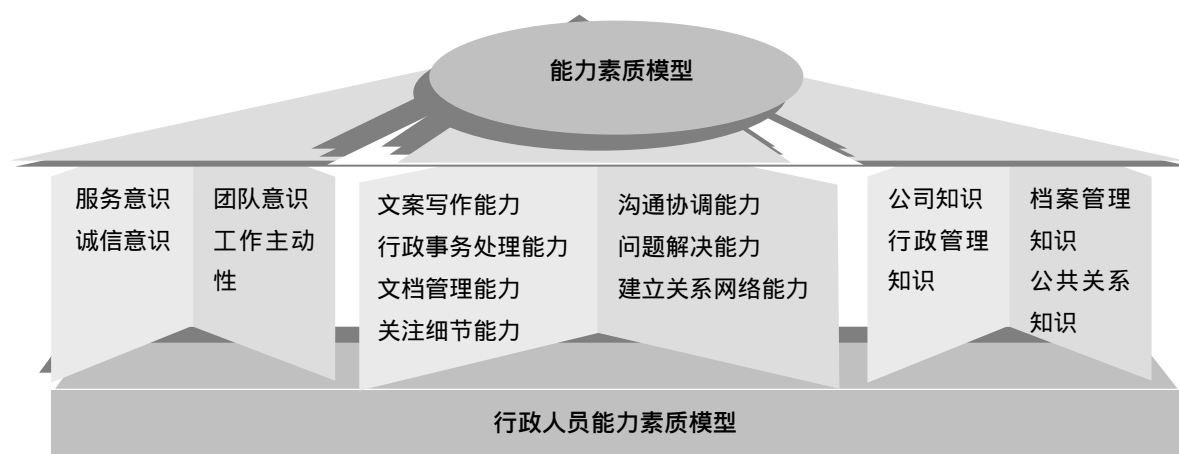 能力素质模型
服务意识
诚信意识
团队意识
工作主动
性
文案写作能力
行政事务处理能力
文档管理能力
关注细节能力
沟通协调能力
问题解决能力
建立关系网络能力
公司知识
行政管理
知识
档案管理
知识
公共关系
知识
行政人员能力素质模型